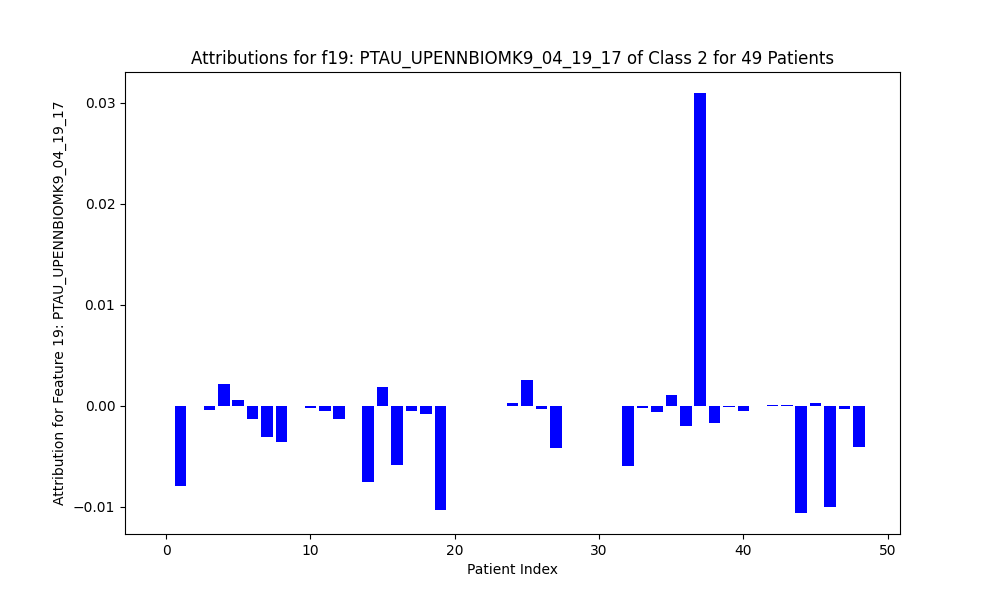 Attributions for f19: PTAU_UPENNBIOMK9_04_19_17 of Class 2 for 49 Patients
Attribution for Feature 19: PTAU_UPENNBIOMK9_04_19_17
0.03
0.02
0.01
0.00
−0.01
0 10 20 30 40 50
Patient Index